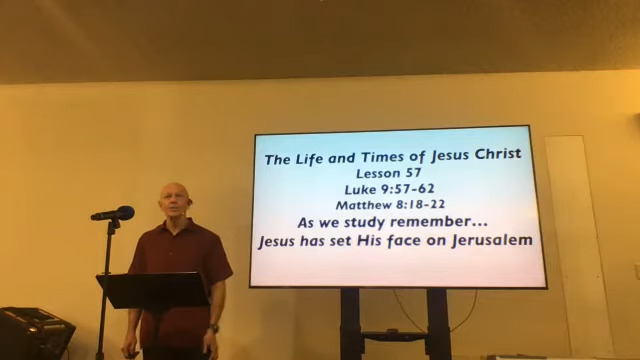 The Life and Times of Jesus Christ
Lesson 57
Luke 9:57-62
Matthew 8:18-22
As we study remember...
Jesus has set His face on Jerusalem